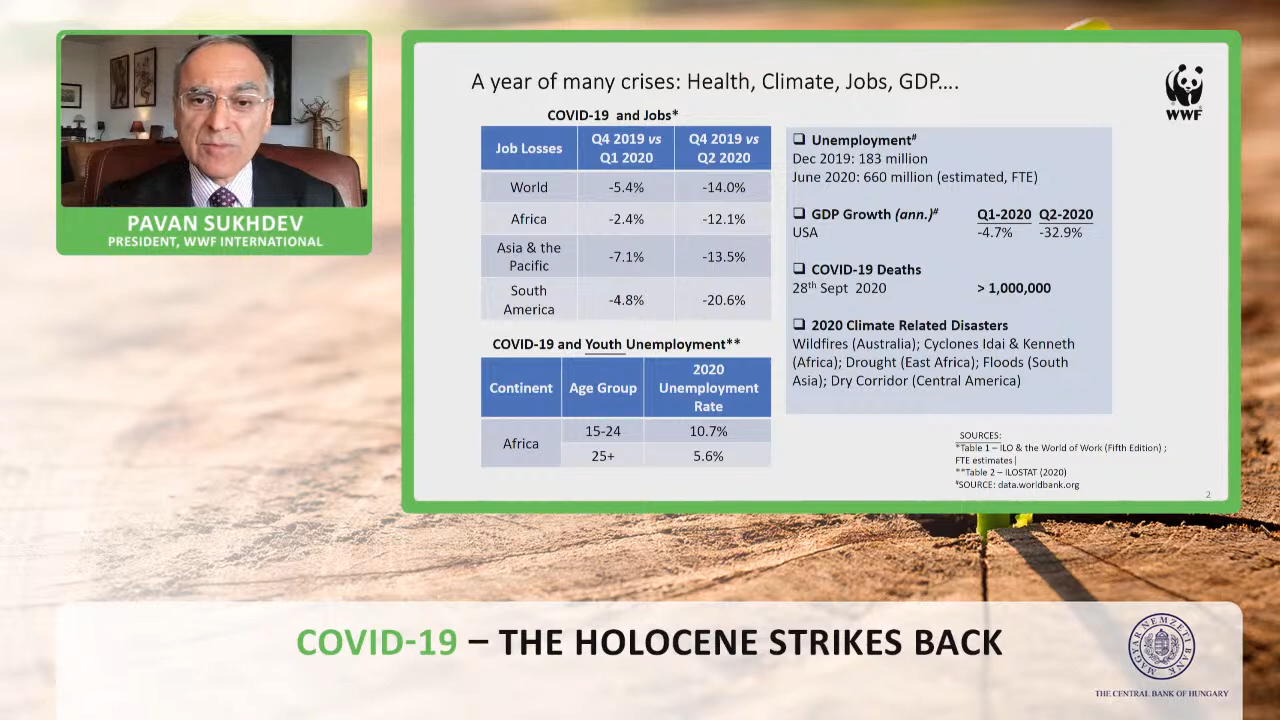 PAVAN SUKHDEV
PRESIDENT, WWF INTERNATIONAL
A year of many crises: Health, Climate, Jobs, GDP....
WWF
COVID-19 and Jobs*
Job Losses
Q4 2019 vs
Q1 2020
Q4 2019 vs
Q2 2020
World
-5.4%
-14.0%
Africa
-2.4%
-12.1%
Asia & the
Pacific
-7.1%
-13.5%
South
America
-4.8%
-20.6%
COVID-19 and Youth Unemployment**
Continent
Age Group
2020
Unemployment
Rate
Africa
15-24
10.7%
25+
5.6%
❑ Unemployment#
Dec 2019: 183 million
June 2020: 660 million (estimated, FTE)
❑ GDP Growth (ann.)# Q1-2020 Q2-2020
USA -4.7% -32.9%
❑ COVID-19 Deaths
28th Sept 2020 > 1,000,000
❑ 2020 Climate Related Disasters
Wildfires (Australia); Cyclones Idai & Kenneth
(Africa); Drought (East Africa); Floods (South
Asia); Dry Corridor (Central America)
SOURCES:
*Table 1 – ILO & the World of Work (Fifth Edition) ;
FTE estimates
**Table 2 – ILOSTAT (2020)
#SOURCE: data.worldbank.org
2
COVID-19 – THE HOLOCENE STRIKES BACK
MAGYAR NEMZETI BANK
THE CENTRAL BANK OF HUNGARY